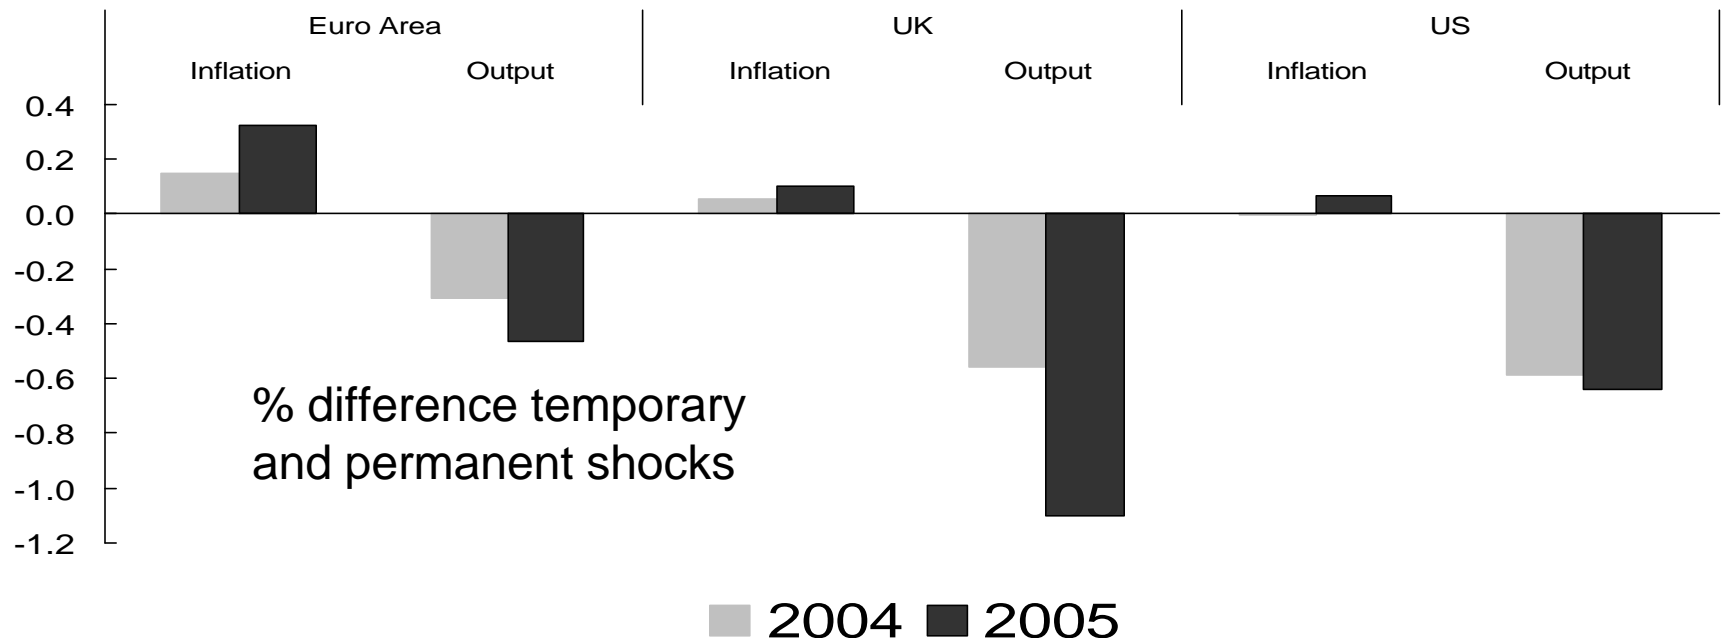 Euro Area UK US
Inflation Output Inflation Output Inflation Output
0.4
0.2
0.0
-0.2
-0.4
-0.6
-0.8
-1.0
-1.2
% difference temporary
and permanent shocks
2004 2005